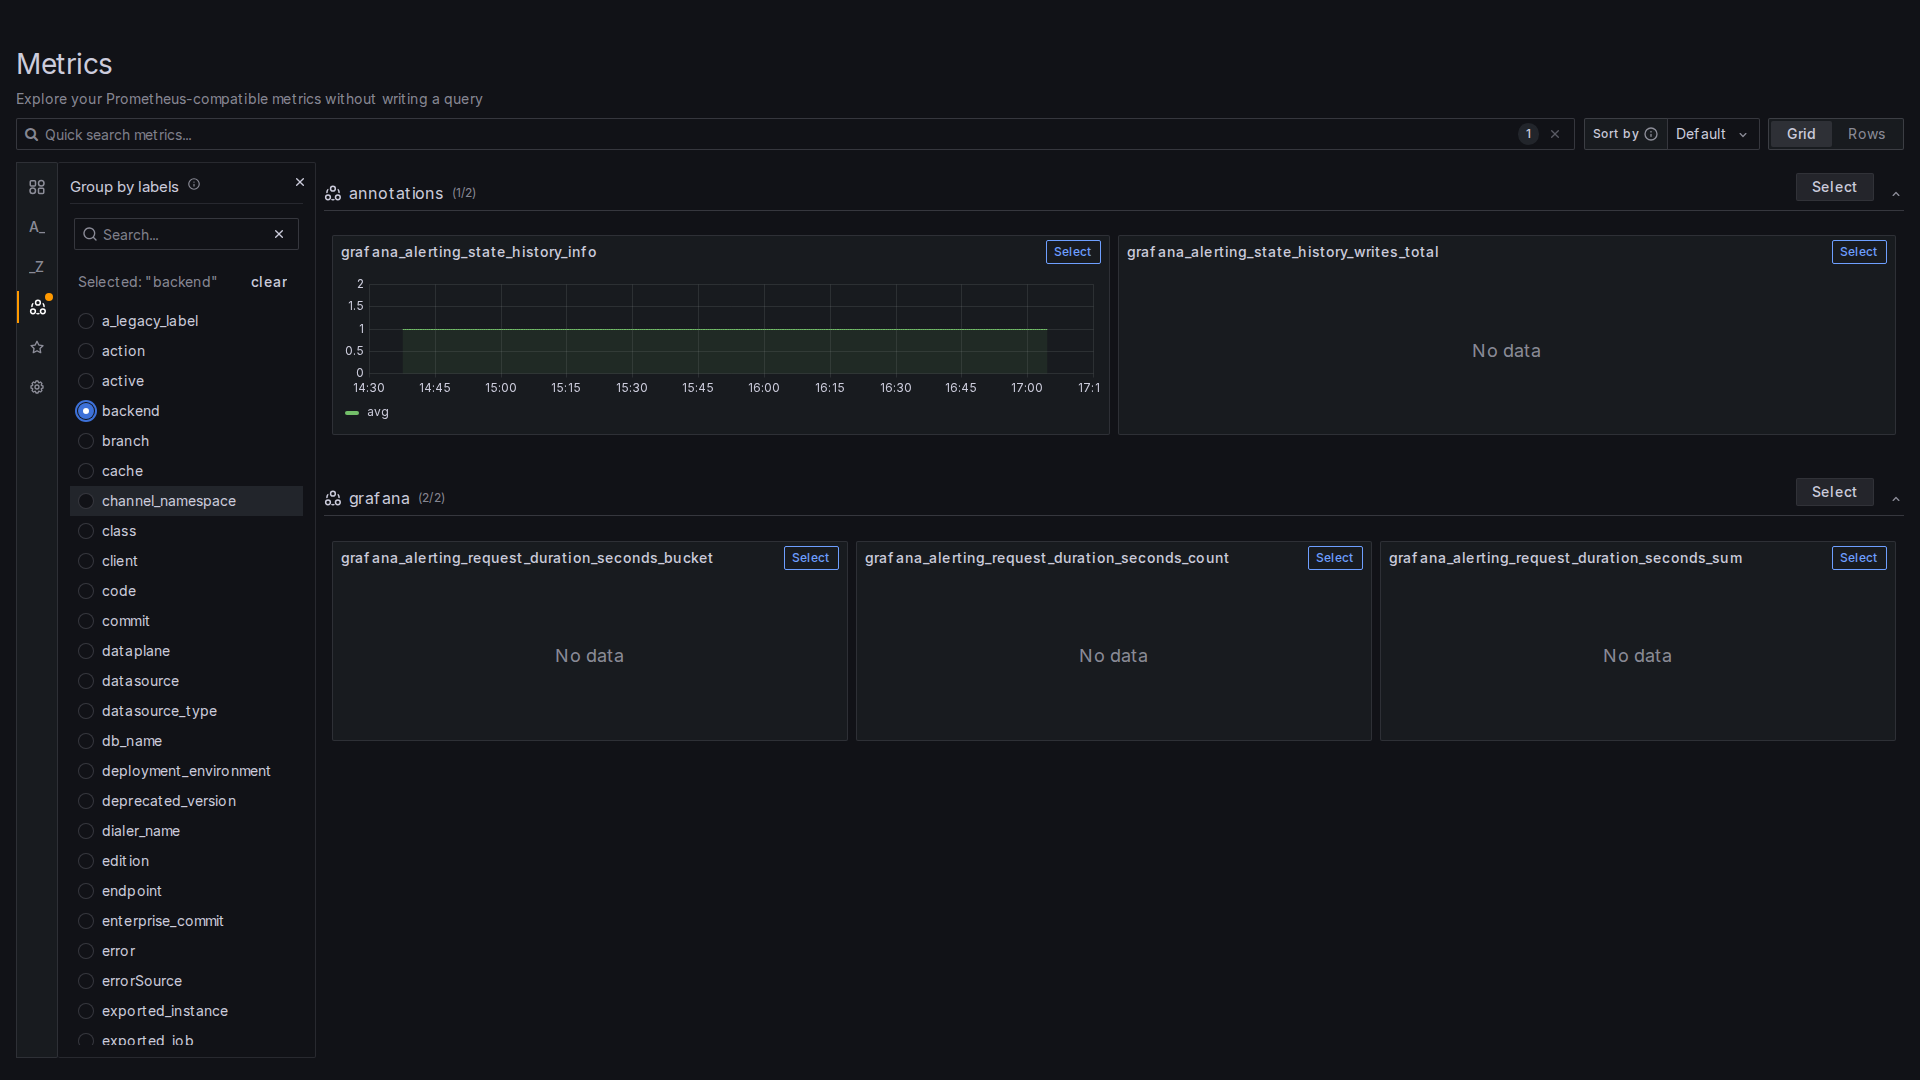 Metrics
Explore your Prometheus-compatible metrics without writing a query
Quick search metrics...
1
Sort by
Default
Grid
Rows
Group by labels
Search...
Selected: "backend"
clear
a_legacy_label
action
active
backend
branch
cache
channel_namespace
class
client
code
commit
dataplane
datasource
datasource_type
db_name
deployment_environment
deprecated_version
dialer_name
edition
endpoint
enterprise_commit
error
errorSource
exported_instance
exported_job
A_
_Z
annotations (1/2)
Select
grafana_alerting_state_history_info
Select
2
1.5
1
0.5
0
14:30 14:45 15:00 15:15 15:30 15:45 16:00 16:15 16:30 16:45 17:00 17:1
avg
grafana_alerting_state_history_writes_total
Select
No data
grafana (2/2)
Select
grafana_alerting_request_duration_seconds_bucket
Select
No data
grafana_alerting_request_duration_seconds_count
Select
No data
grafana_alerting_request_duration_seconds_sum
Select
No data